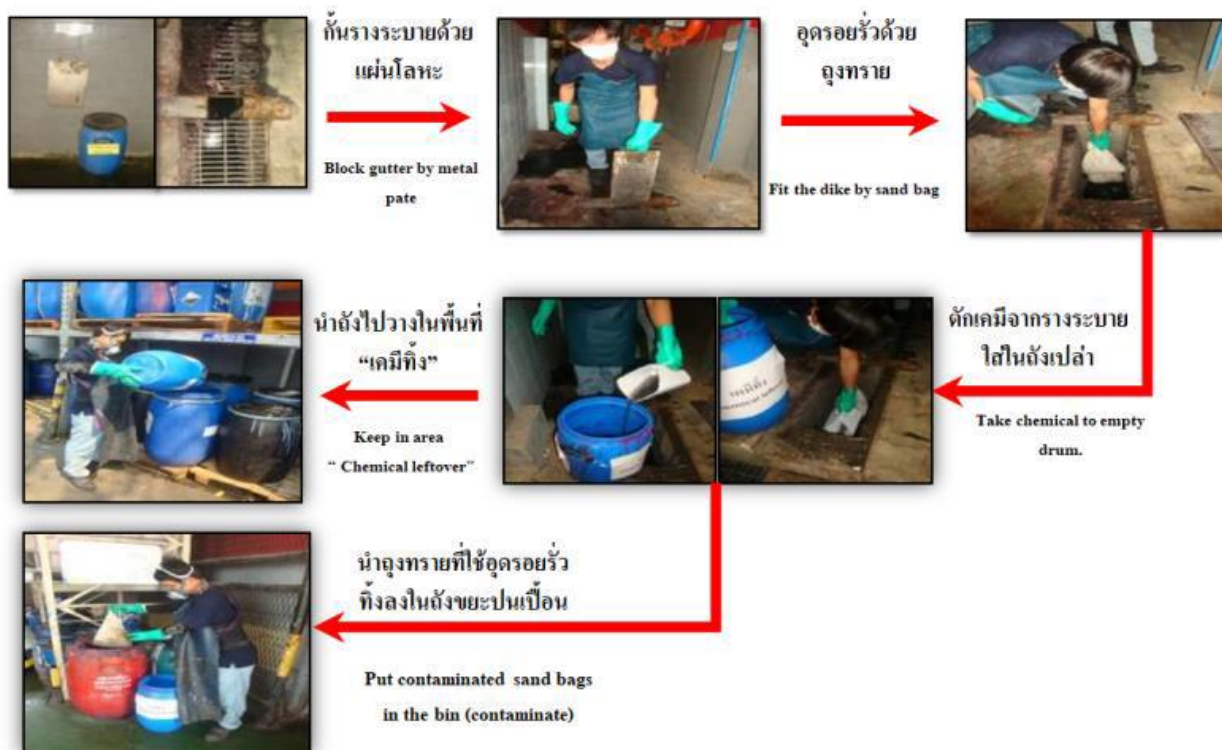 กั้นรางระบายด้วย
แผ่นโลหะ
Block gutter by metal
pate
อุดรอยรั่วด้วย
ถุงทราย
Fit the dike by sand bag
ดักเคมีจากรางระบาย
ใส่ในถังเปล่า
Take chemical to empty
drum.
นำถังไปวางในพื้นที่
“เคมีทิ้ง”
Keep in area
“ Chemical leftover”
นำถุงทรายที่ใช้อุดรอยรั่ว
ทิ้งลงในถังขยะปนเปื้อน
Put contaminated sand bags
in the bin (contaminate)